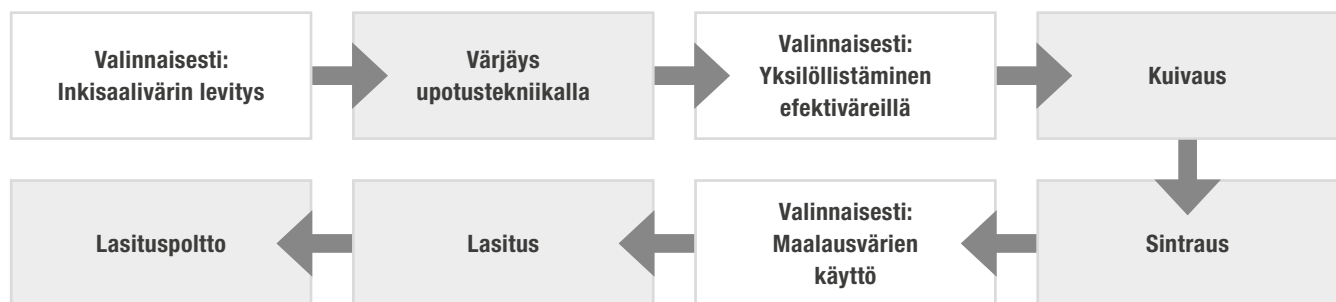 Valinnaisesti:
Inkisaalivärin levitys
Värjäys
upotustekniikalla
Valinnaisesti:
Yksilöllistäminen
efektiväreillä
Kuivaus
Sintraus
Valinnaisesti:
Maalausvärien
käyttö
Lasitus
Lasituspoltto